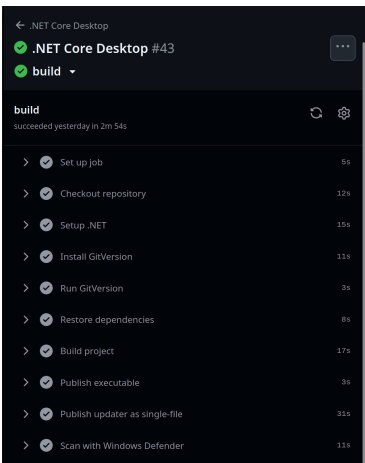 ← .NET Core Desktop
.NET Core Desktop #43
build
build
succeeded yesterday in 2m 54s
Set up job 5s
Checkout repository 12s
Setup .NET 15s
Install GitVersion 11s
Run GitVersion 3s
Restore dependencies 8s
Build project 17s
Publish executable 3s
Publish updater as single-file 31s
Scan with Windows Defender 11s